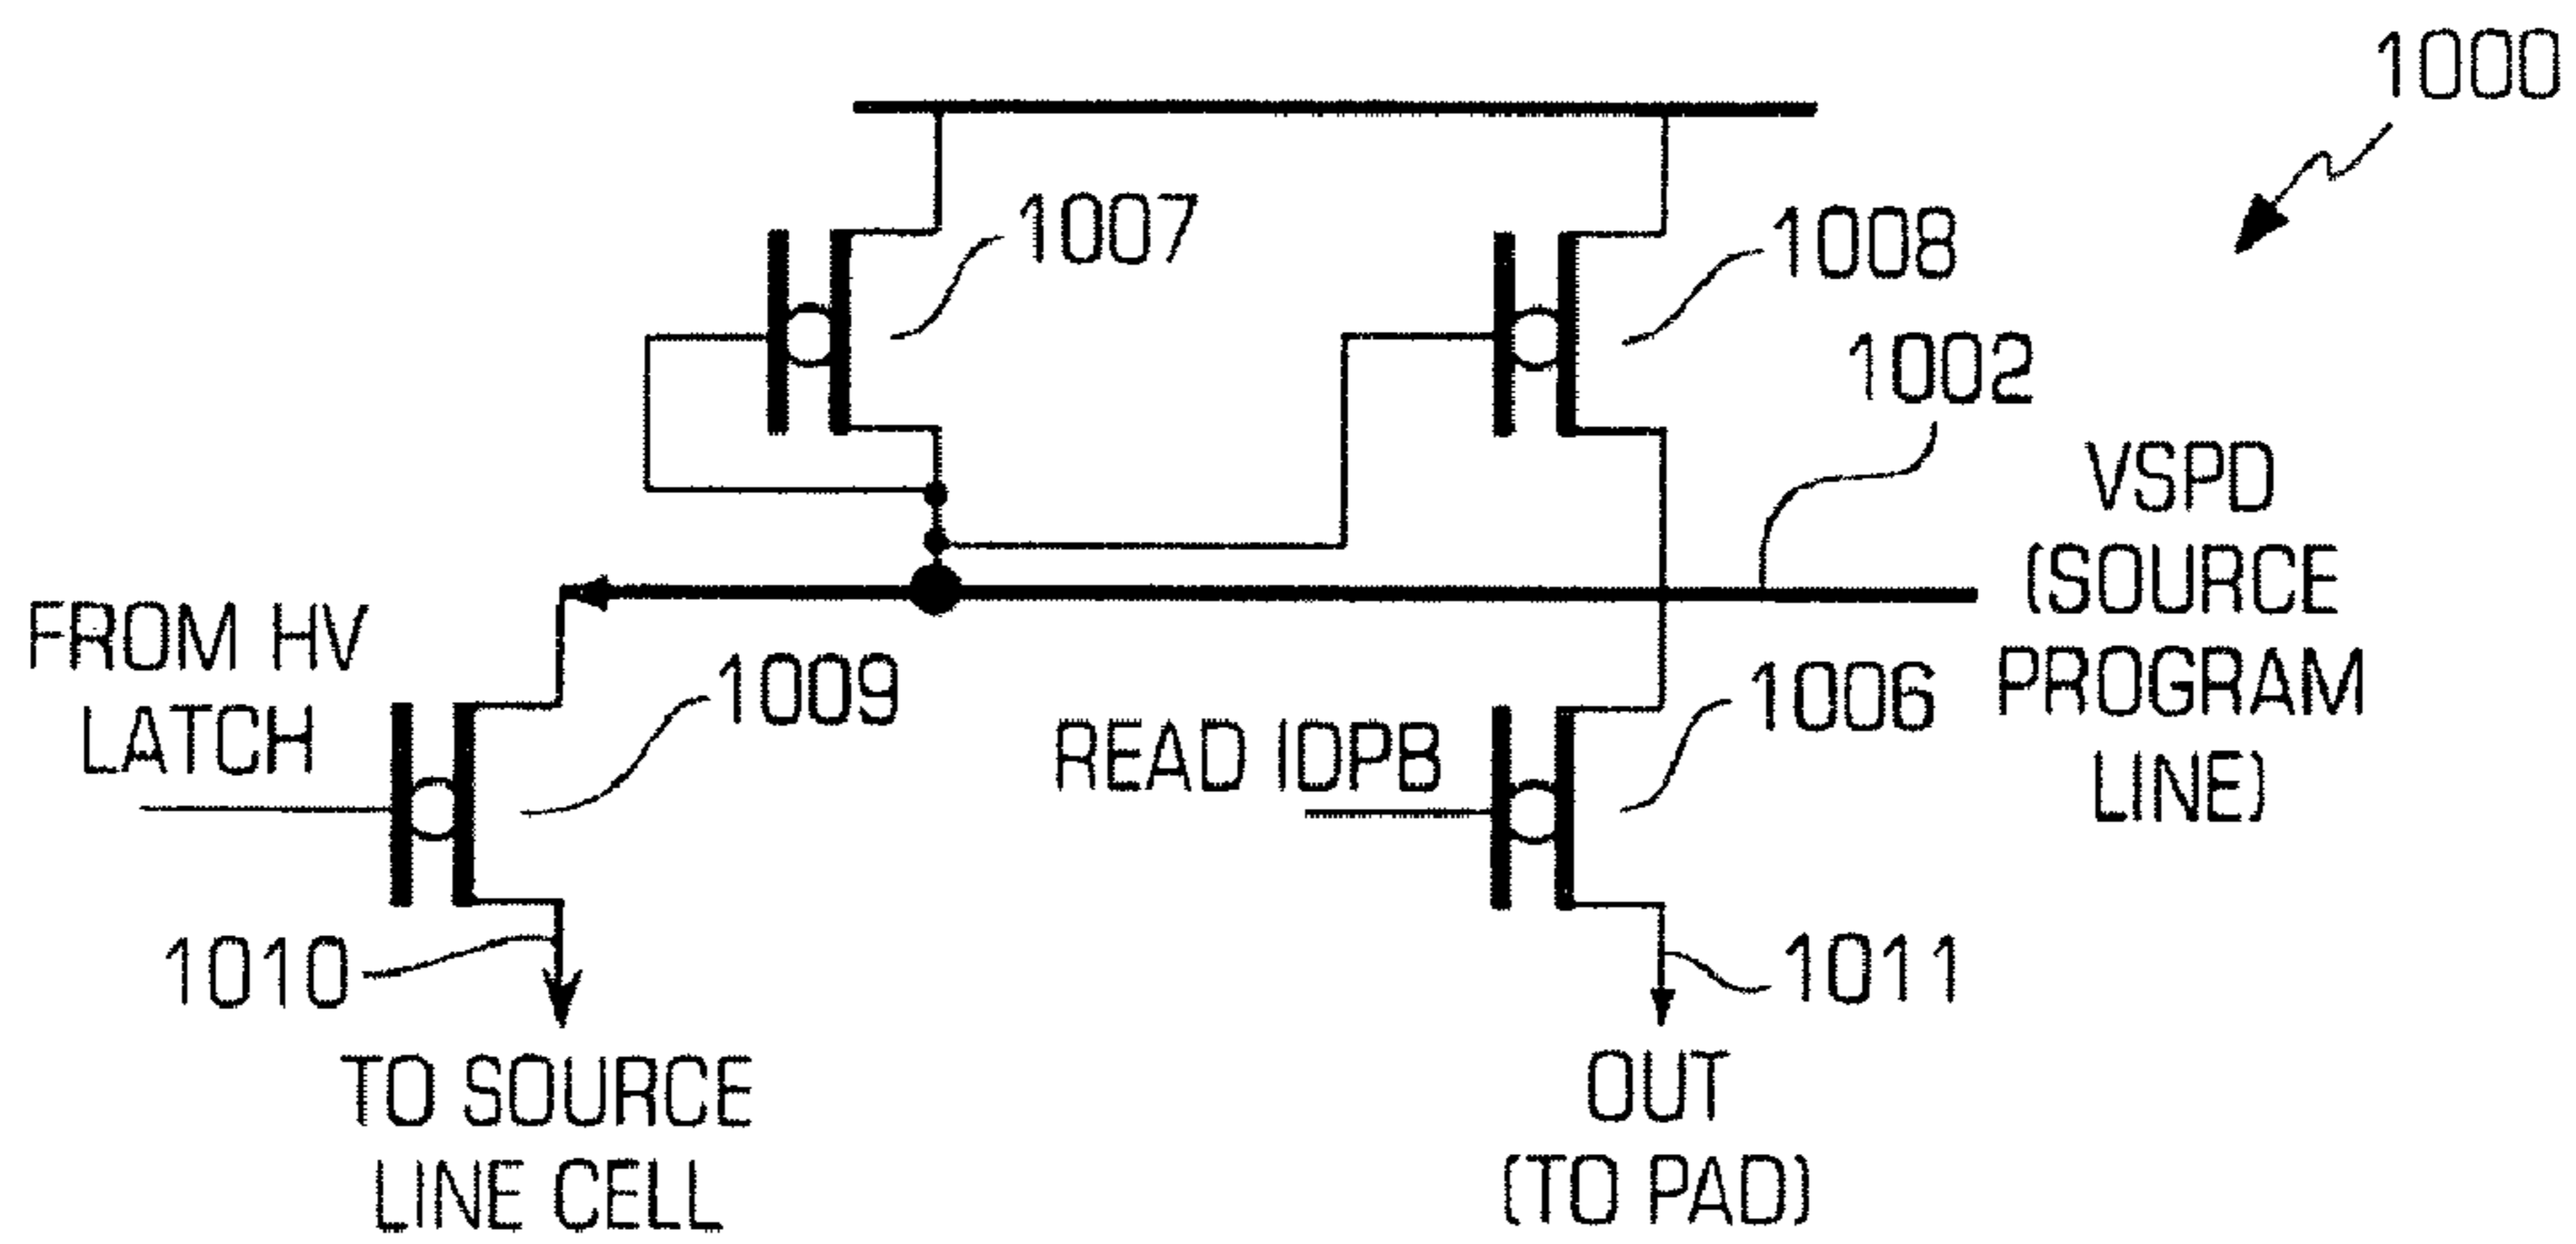 1000
1007
1008
1002
VSPD
(SOURCE
PROGRAM
LINE)
FROM HV
LATCH
1009
1006
READ IDPB
1010
1011
TO SOURCE
LINE CELL
OUT
(TO PAD)